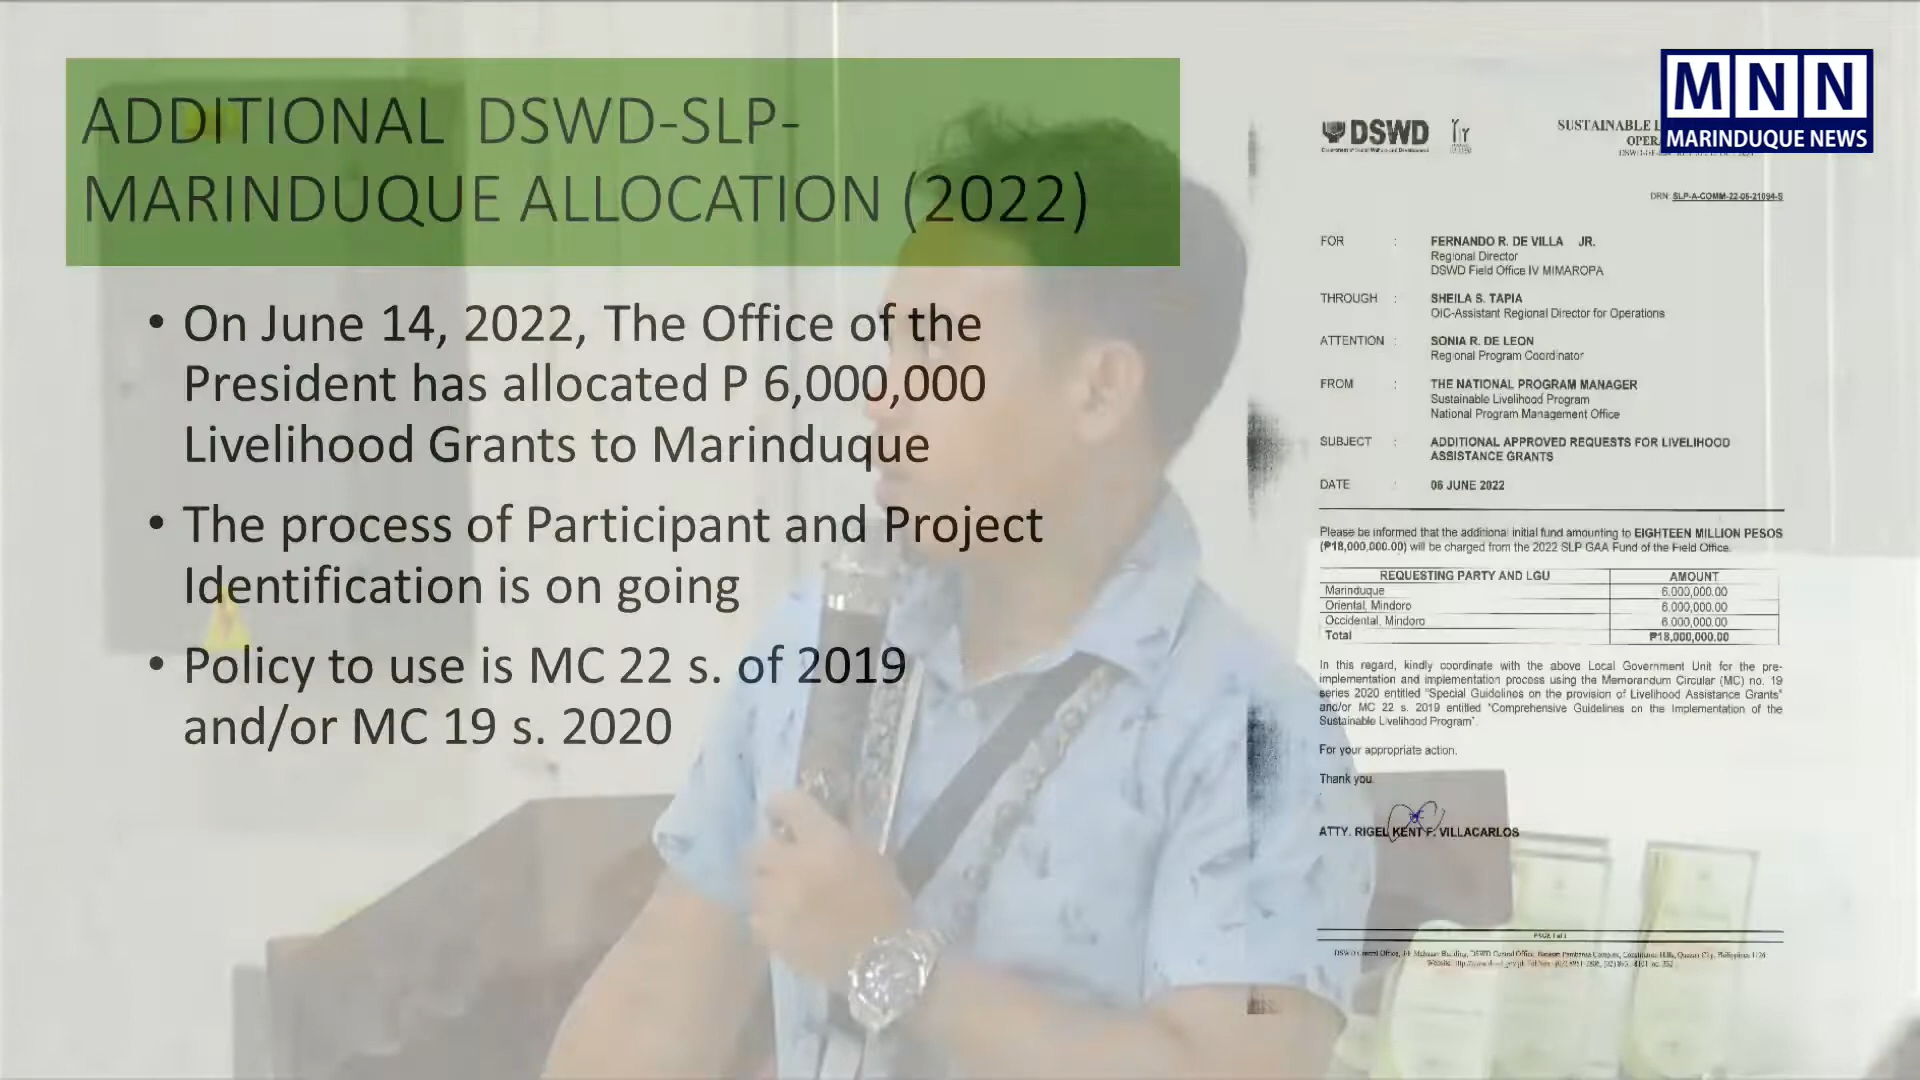 ADDITIONAL DSWD-SLP-
MARINDUQUE ALLOCATION (2022)
• On June 14, 2022, The Office of the
President has allocated P 6,000,000
Livelihood Grants to Marinduque
• The process of Participant and Project
Identification is on going
• Policy to use is MC 22 s. of 2019
and/or MC 19 s. 2020
MNN
MARINDUQUE NEWS
DSWD
SUSTAINABLE
DRN: SLP-A-COMM-22-06-21094-S
FOR : FERNANDO R. DE VILLA JR.
Regional Director
DSWD Field Office IV MIMAROPA
THROUGH : SHEILA S. TAPIA
OIC-Assistant Regional Director for Operations
ATTENTION : SONIA R. DE LEON
Regional Program Coordinator
FROM : THE NATIONAL PROGRAM MANAGER
Sustainable Livelihood Program
National Program Management Office
SUBJECT : ADDITIONAL APPROVED REQUESTS FOR LIVELIHOOD
ASSISTANCE GRANTS
DATE : 06 JUNE 2022
Please be informed that the additional initial fund amounting to EIGHTEEN MILLION PESOS
(₱18,000,000.00) will be charged from the 2022 SLP GAA Fund of the Field Office.
REQUESTING PARTY AND LGU AMOUNT
Marinduque 6,000,000.00
Oriental, Mindoro 6,000,000.00
Occidental, Mindoro 6,000,000.00
Total ₱18,000,000.00
In this regard, kindly coordinate with the above Local Government Unit for the pre-
implementation and implementation process using the Memorandum Circular (MC) no. 19
series 2020 entitled "Special Guidelines on the provision of Livelihood Assistance Grants"
and/or MC 22 s. 2019 entitled "Comprehensive Guidelines on the Implementation of the
Sustainable Livelihood Program".
For your appropriate action.
Thank you.
ATTY. RIGEL KENT F. VILLACARLOS